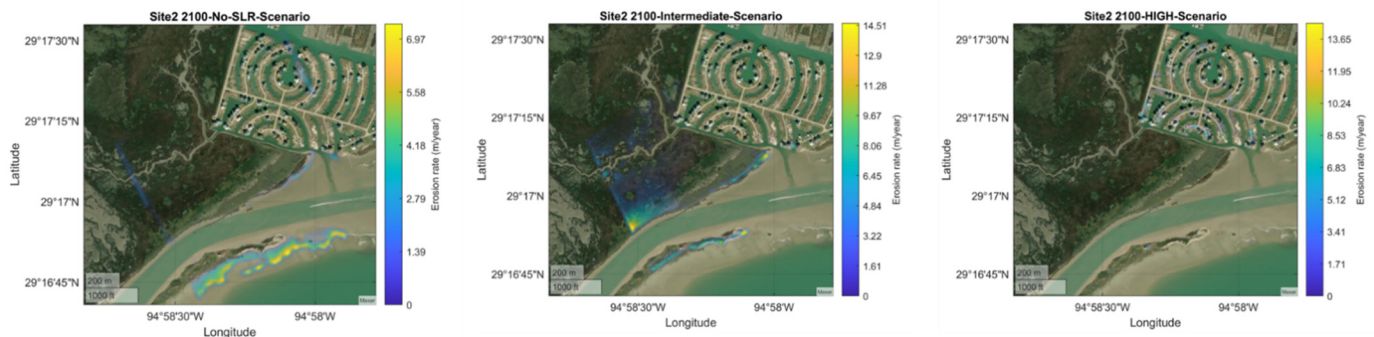 Site2 2100-No-SLR-Scenario
29°17'30"N
29°17'15"N
29°17'N
29°16'45"N
Latitude
200 m
1000 ft
Maxar
94°58'30"W
94°58'W
Longitude
6.97
5.58
4.18
2.79
1.39
0
Erosion rate (m/year)
Site2 2100-Intermediate-Scenario
29°17'30"N
29°17'15"N
29°17'N
29°16'45"N
Latitude
200 m
1000 ft
Maxar
94°58'30"W
94°58'W
Longitude
14.51
12.9
11.28
9.67
8.06
6.45
4.84
3.22
1.61
0
Erosion rate (m/year)
Site2 2100-HIGH-Scenario
29°17'30"N
29°17'15"N
29°17'N
29°16'45"N
Latitude
200 m
1000 ft
Maxar
94°58'30"W
94°58'W
Longitude
13.65
11.95
10.24
8.53
6.83
5.12
3.41
1.71
0
Erosion rate (m/year)